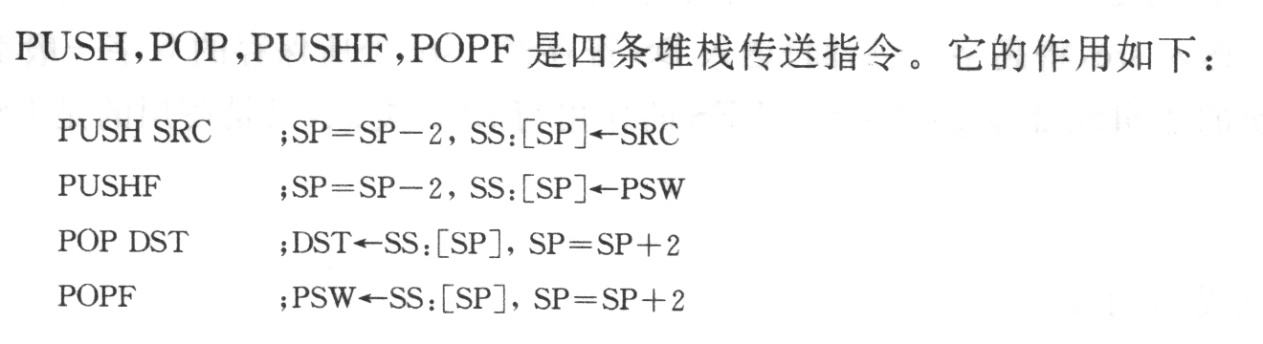 PUSH,POP,PUSHF,POPF 是四条堆栈传送指令。它的作用如下：
PUSH SRC ;SP=SP-2, SS:[SP]←SRC
PUSHF ;SP=SP-2, SS:[SP]←PSW
POP DST ;DST←SS:[SP], SP=SP+2
POPF ;PSW←SS:[SP], SP=SP+2